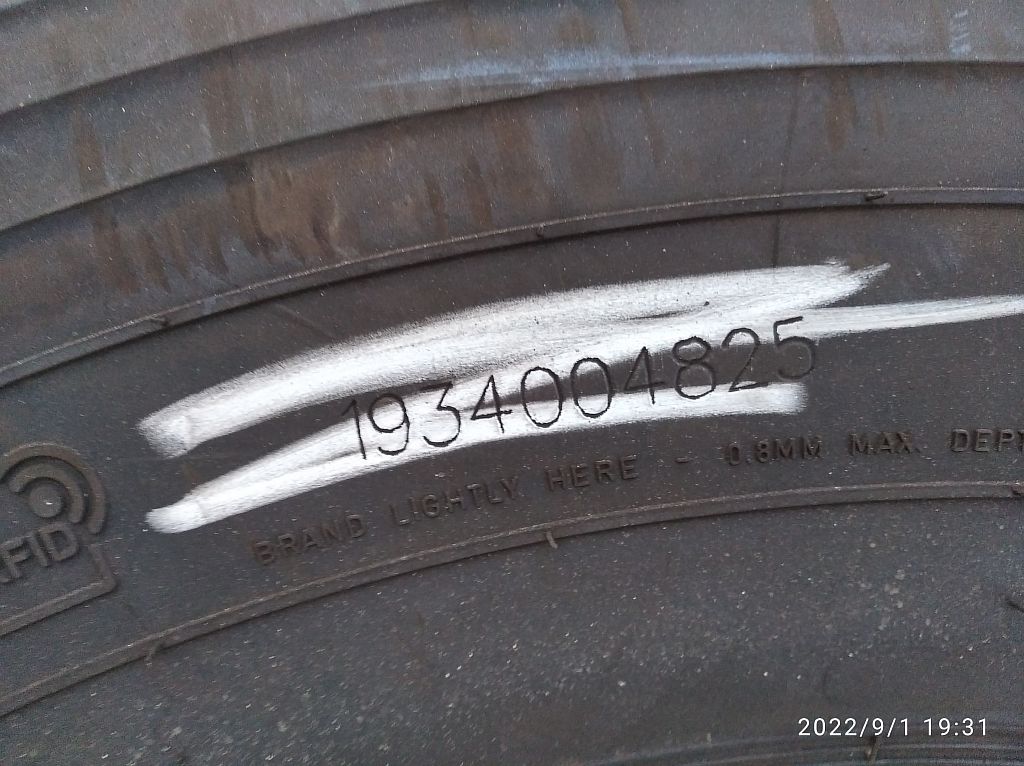 1934004825
BRAND LIGHTLY HERE - 0.8MM MAX. DEPT
RFID
2022/9/1 19:31